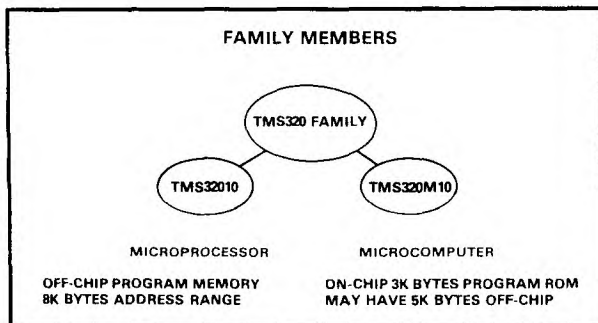 FAMILY MEMBERS
TMS320 FAMILY
TMS32010
TMS320M10
MICROPROCESSOR
MICROCOMPUTER
OFF-CHIP PROGRAM MEMORY
8K BYTES ADDRESS RANGE
ON-CHIP 3K BYTES PROGRAM ROM
MAY HAVE 5K BYTES OFF-CHIP